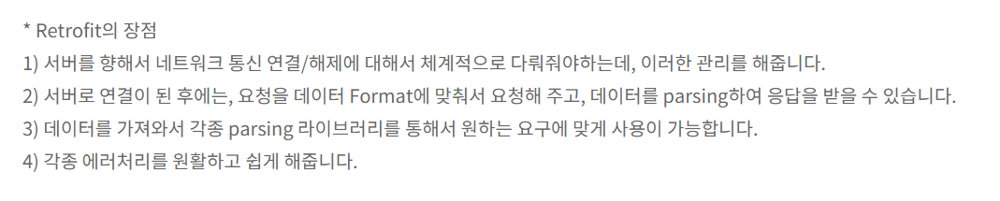 * Retrofit의 장점
1) 서버를 향해서 네트워크 통신 연결/해제에 대해서 체계적으로 다뤄줘야하는데, 이러한 관리를 해줍니다.
2) 서버로 연결이 된 후에는, 요청을 데이터 Format에 맞춰서 요청해 주고, 데이터를 parsing하여 응답을 받을 수 있습니다.
3) 데이터를 가져와서 각종 parsing 라이브러리를 통해서 원하는 요구에 맞게 사용이 가능합니다.
4) 각종 에러처리를 원활하고 쉽게 해줍니다.